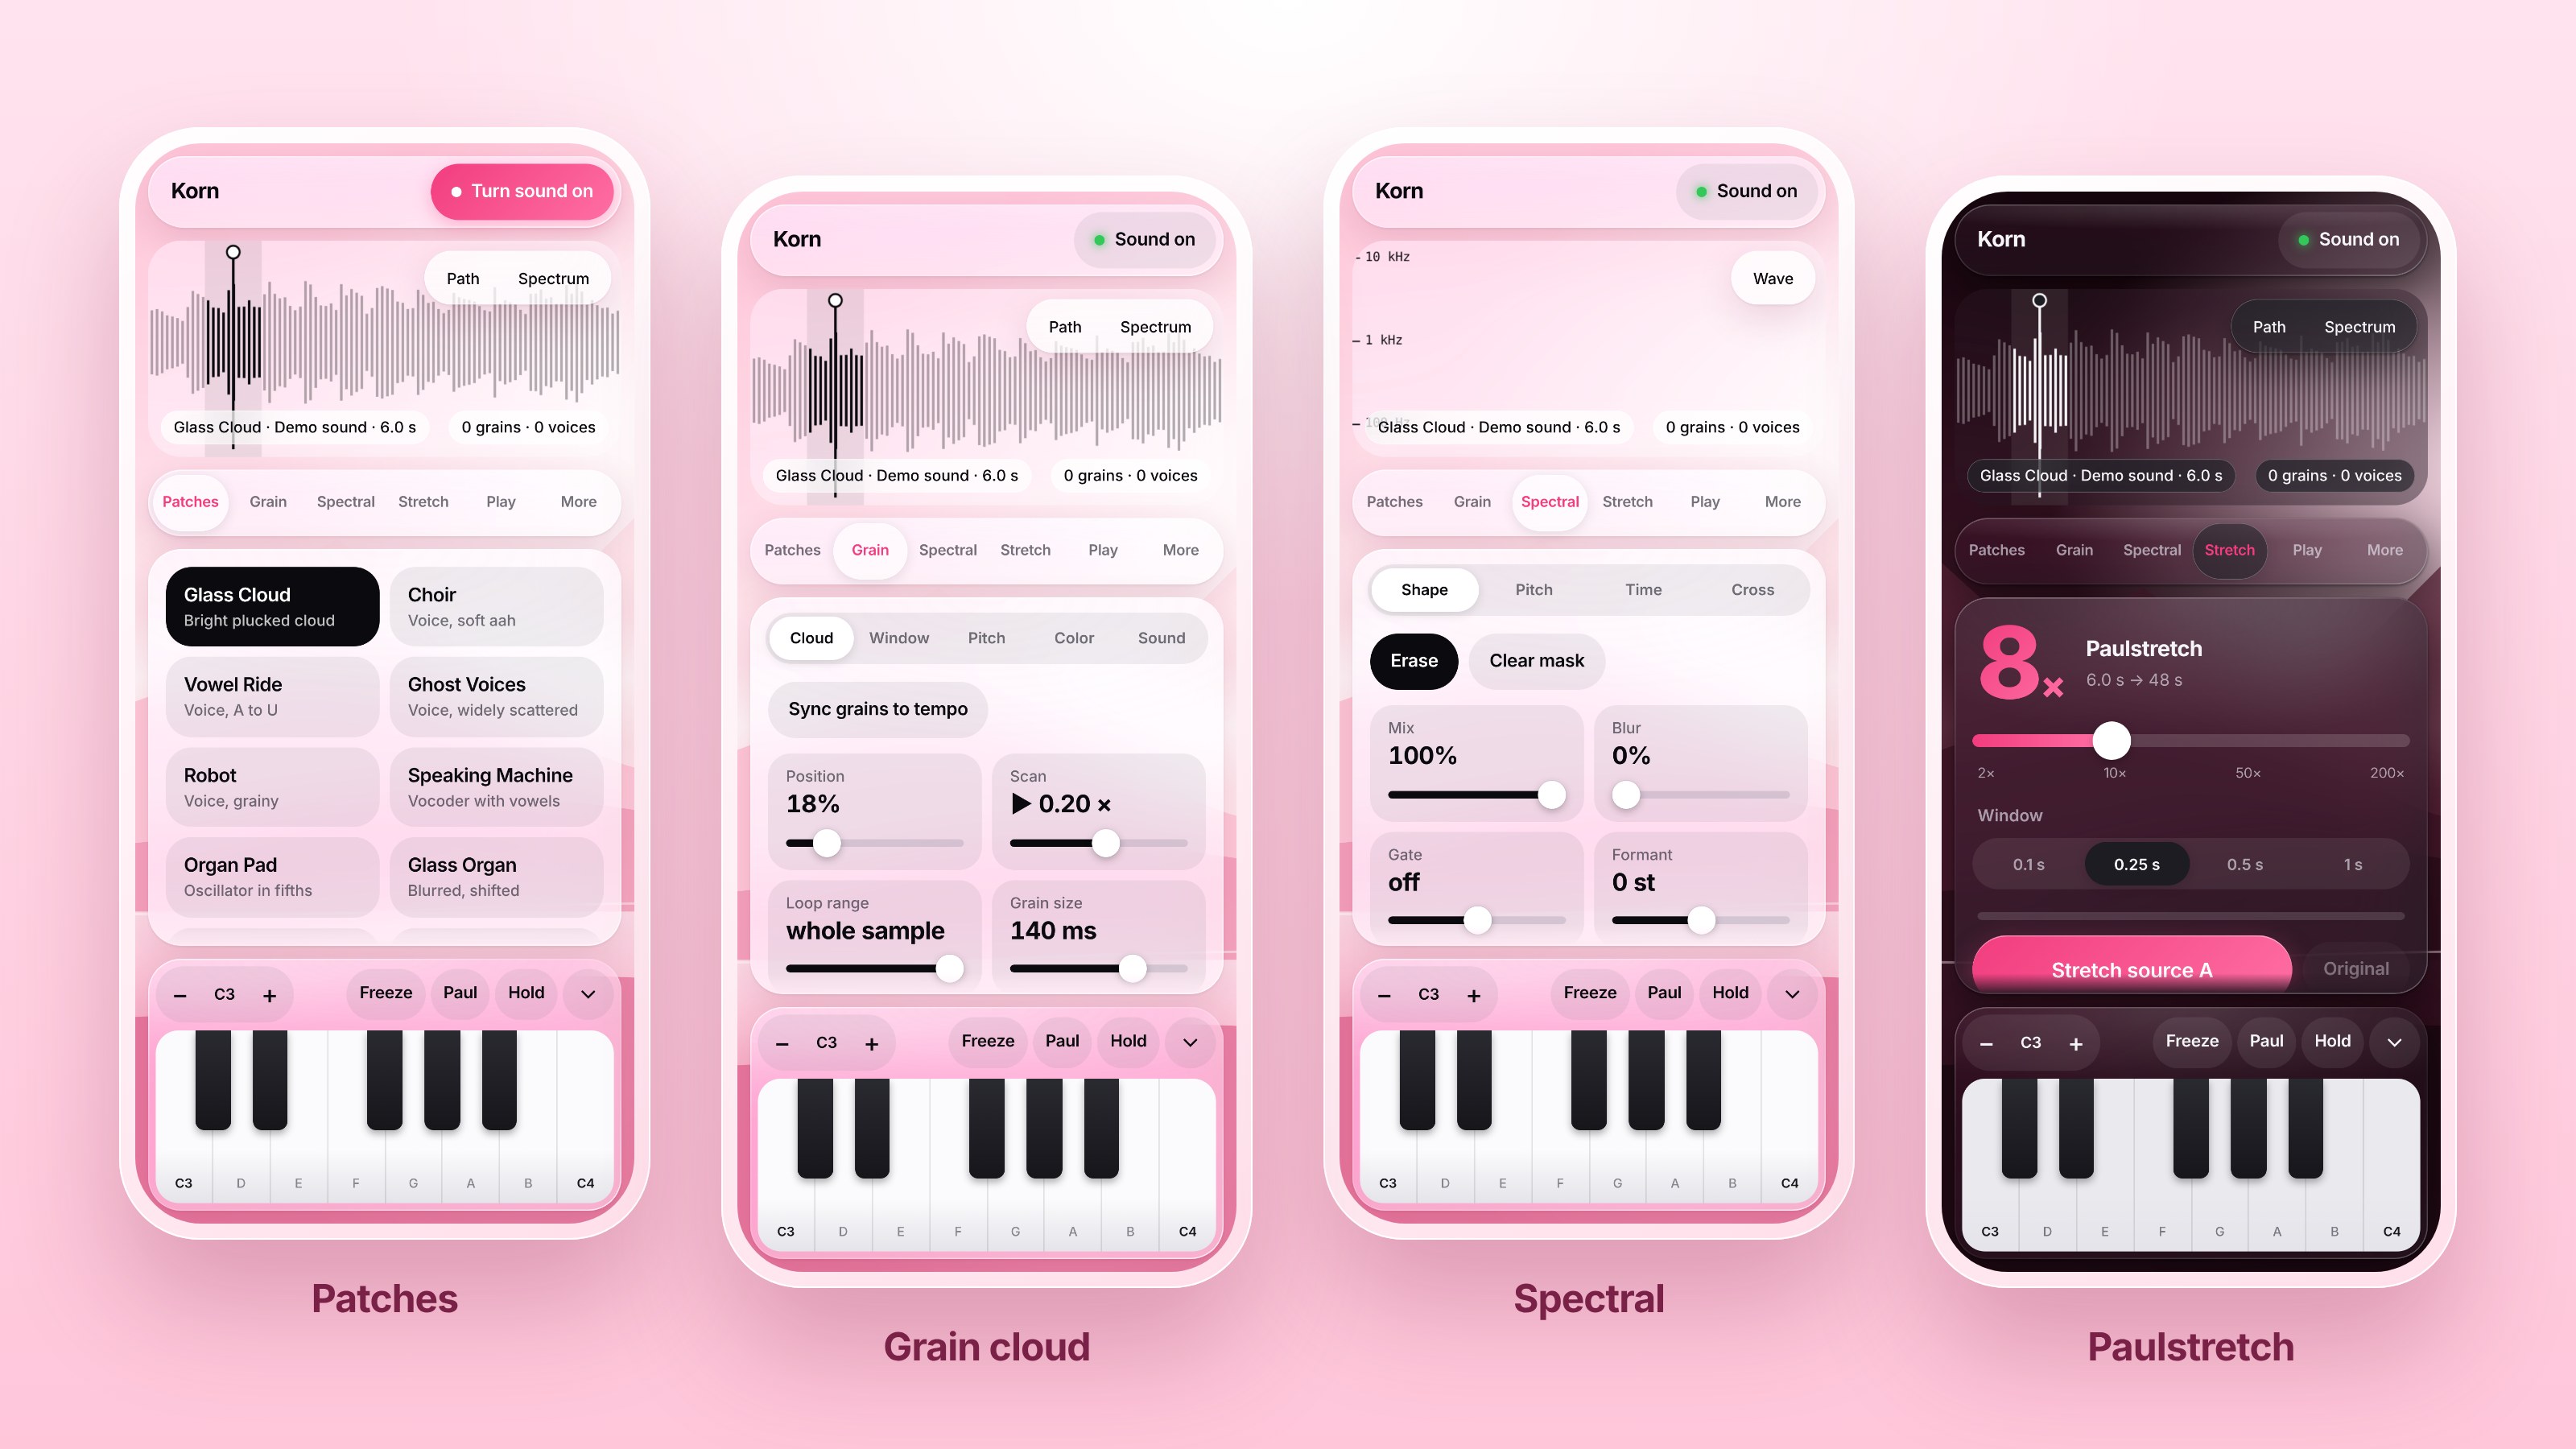 Korn
Turn sound on
Path Spectrum
Glass Cloud · Demo sound · 6.0 s
0 grains · 0 voices
Patches Grain Spectral Stretch Play More
Glass Cloud
Bright plucked cloud
Choir
Voice, soft aah
Vowel Ride
Voice, A to U
Ghost Voices
Voice, widely scattered
Robot
Voice, grainy
Speaking Machine
Vocoder with vowels
Organ Pad
Oscillator in fifths
Glass Organ
Blurred, shifted
− C3 + Freeze Paul Hold
C3 D E F G A B C4
Patches
Korn
Sound on
Path Spectrum
Glass Cloud · Demo sound · 6.0 s
0 grains · 0 voices
Patches Grain Spectral Stretch Play More
Cloud Window Pitch Color Sound
Sync grains to tempo
Position
18%
Scan
▶ 0.20 ×
Loop range
whole sample
Grain size
140 ms
− C3 + Freeze Paul Hold
C3 D E F G A B C4
Grain cloud
Korn
Sound on
10 kHz
Wave
1 kHz
Glass Cloud · Demo sound · 6.0 s
0 grains · 0 voices
Patches Grain Spectral Stretch Play More
Shape Pitch Time Cross
Erase Clear mask
Mix
100%
Blur
0%
Gate
off
Formant
0 st
− C3 + Freeze Paul Hold
C3 D E F G A B C4
Spectral
Korn
Sound on
Path Spectrum
Glass Cloud · Demo sound · 6.0 s
0 grains · 0 voices
Patches Grain Spectral Stretch Play More
8×
Paulstretch
6.0 s → 48 s
2× 10× 50× 200×
Window
0.1 s 0.25 s 0.5 s 1 s
Stretch source A Original
− C3 + Freeze Paul Hold
C3 D E F G A B C4
Paulstretch